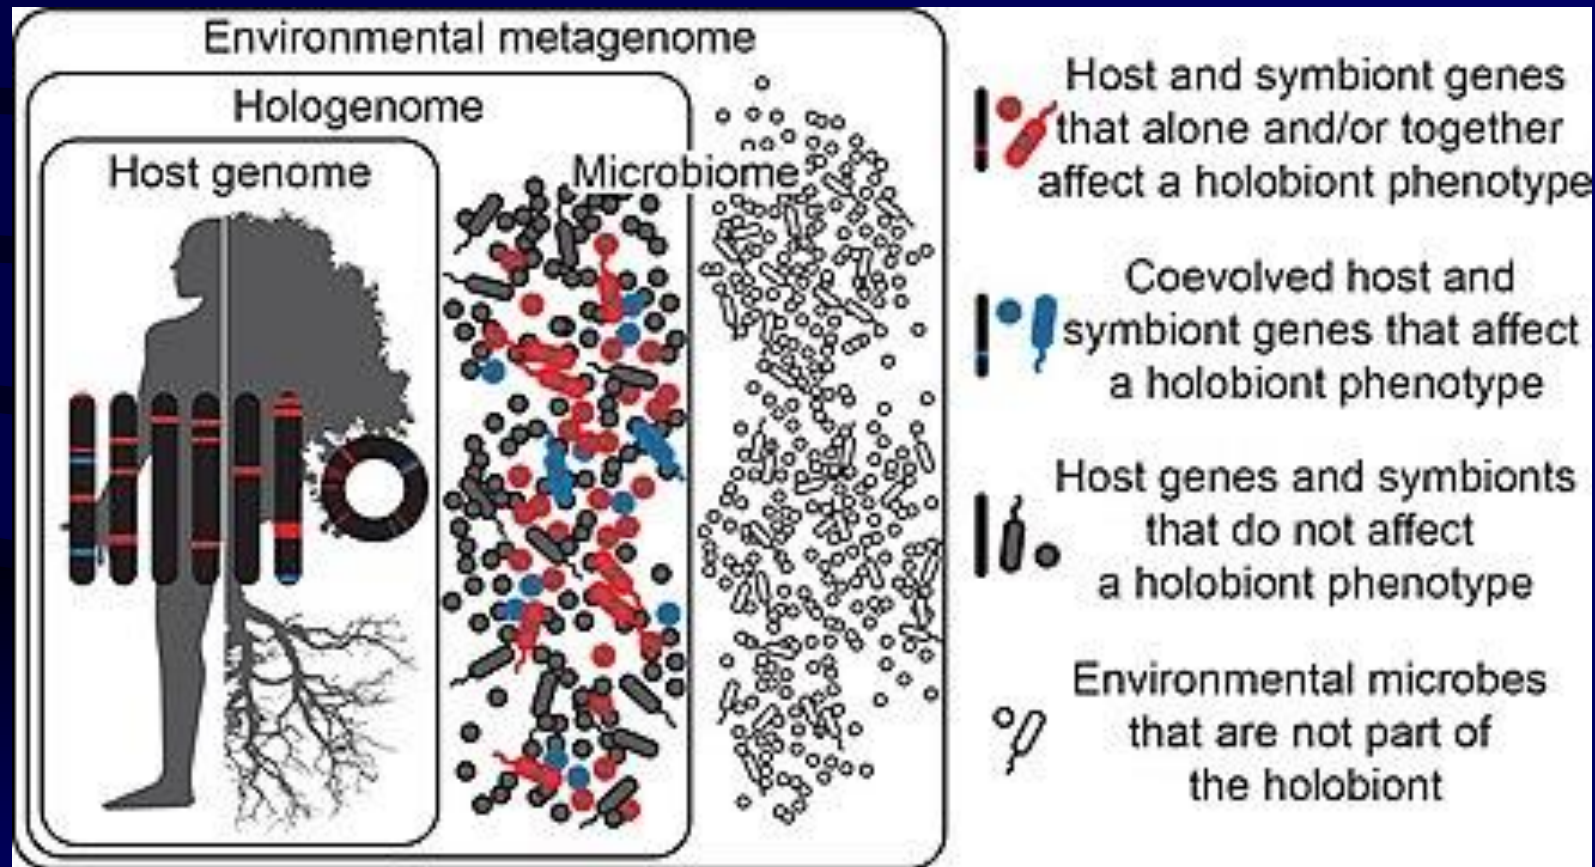 Environmental metagenome
Hologenome
Host genome
Microbiome
Host and symbiont genes
that alone and/or together
affect a holobiont phenotype
Coevolved host and
symbiont genes that affect
a holobiont phenotype
Host genes and symbionts
that do not affect
a holobiont phenotype
Environmental microbes
that are not part of
the holobiont